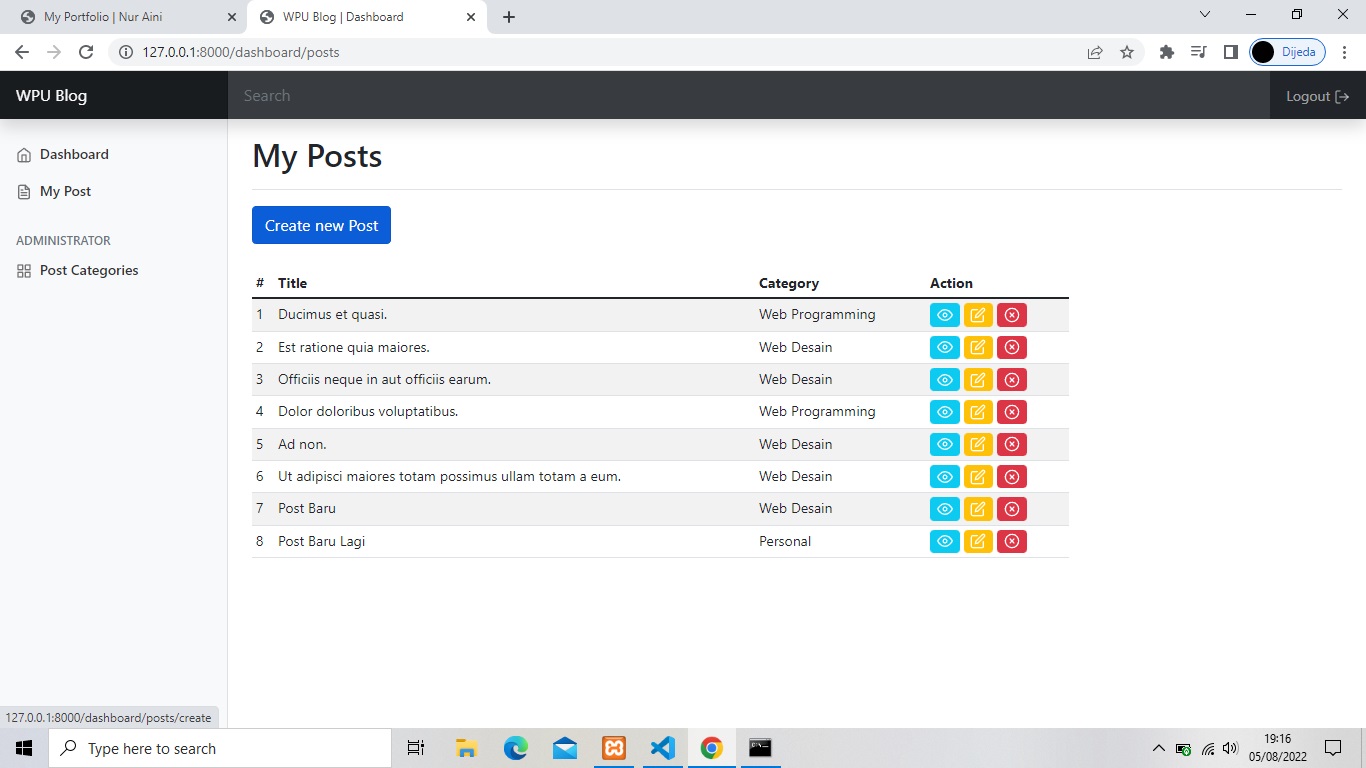 My Portfolio | Nur Aini
WPU Blog | Dashboard
127.0.0.1:8000/dashboard/posts
Dijeda
WPU Blog
Search
Logout
Dashboard
My Post
ADMINISTRATOR
Post Categories
My Posts
Create new Post
# Title Category Action
1 Ducimus et quasi. Web Programming
2 Est ratione quia maiores. Web Desain
3 Officiis neque in aut officiis earum. Web Desain
4 Dolor doloribus voluptatibus. Web Programming
5 Ad non. Web Desain
6 Ut adipisci maiores totam possimus ullam totam a eum. Web Desain
7 Post Baru Web Desain
8 Post Baru Lagi Personal
127.0.0.1:8000/dashboard/posts/create
Type here to search
19:16
05/08/2022